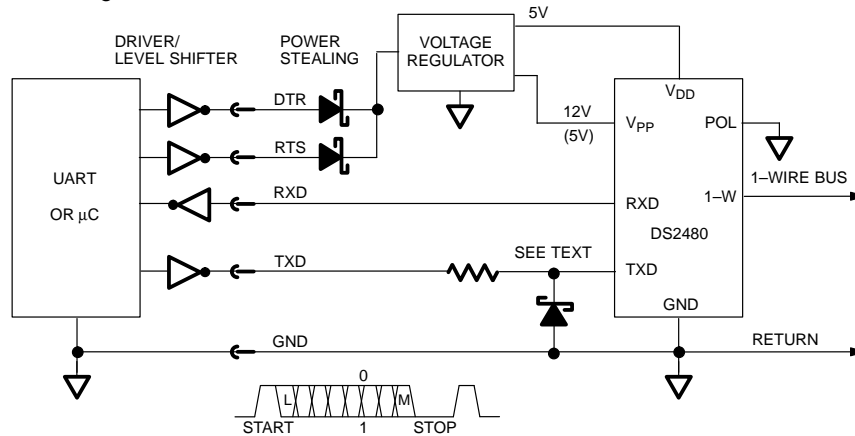 DRIVER/
LEVEL SHIFTER
POWER
STEALING
VOLTAGE
REGULATOR
5V
DTR
12V
(5V)
VDD
VPP
POL
RTS
UART
OR μC
RXD
RXD
1–W
1–WIRE BUS
DS2480
TXD
SEE TEXT
TXD
GND
GND
RETURN
0
L
M
START
1
STOP